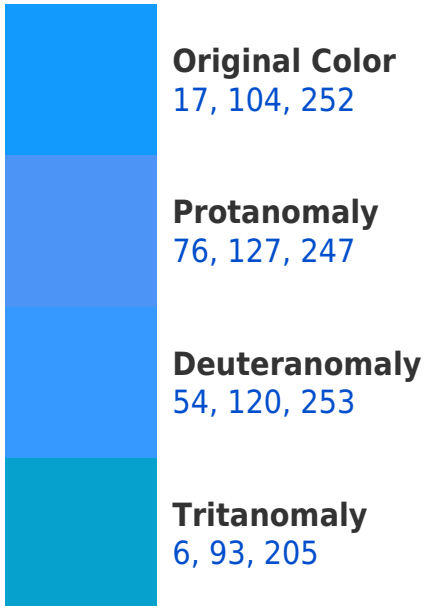 Original Color
17, 104, 252
Protanomaly
76, 127, 247
Deuteranomaly
54, 120, 253
Tritanomaly
6, 93, 205